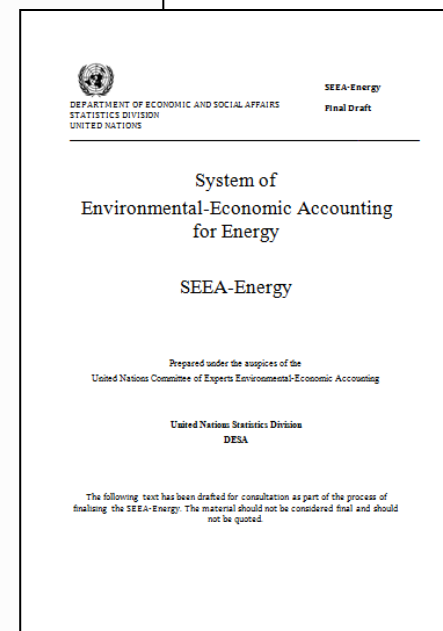 SEEA-Energy
Final Draft
DEPARTMENT OF ECONOMIC AND SOCIAL AFFAIRS
STATISTICS DIVISION
UNITED NATIONS
System of
Environmental-Economic Accounting
for Energy
SEEA-Energy
Prepared under the auspices of the
United Nations Committee of Experts Environmental-Economic Accounting
United Nations Statistics Division
DESA
The following text has been drafted for consultation as part of the process of
finalising the SEEA-Energy. The material should not be considered final and should
not be quoted.